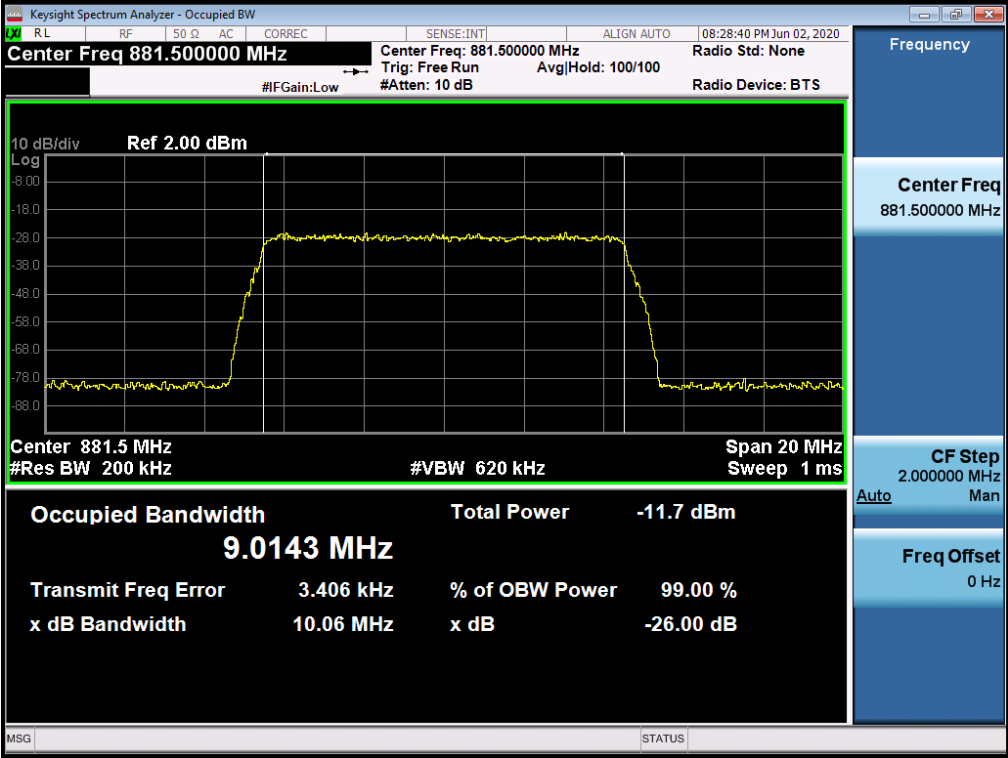 Keysight Spectrum Analyzer - Occupied BW
LXI RL RF 50 Ω AC CORREC SENSE:INT ALIGN AUTO 08:28:40 PM Jun 02, 2020
Center Freq 881.500000 MHz
Center Freq: 881.500000 MHz
Radio Std: None
Trig: Free Run Avg|Hold: 100/100
#IFGain:Low
#Atten: 10 dB
Radio Device: BTS
10 dB/div Ref 2.00 dBm
Log
-8.00
-18.0
-28.0
-38.0
-48.0
-58.0
-68.0
-78.0
-88.0
Center 881.5 MHz Span 20 MHz
#Res BW 200 kHz #VBW 620 kHz Sweep 1 ms
Occupied Bandwidth Total Power -11.7 dBm
9.0143 MHz
Transmit Freq Error 3.406 kHz % of OBW Power 99.00 %
x dB Bandwidth 10.06 MHz x dB -26.00 dB
Frequency
Center Freq
881.500000 MHz
CF Step
2.000000 MHz
Auto Man
Freq Offset
0 Hz
MSG STATUS